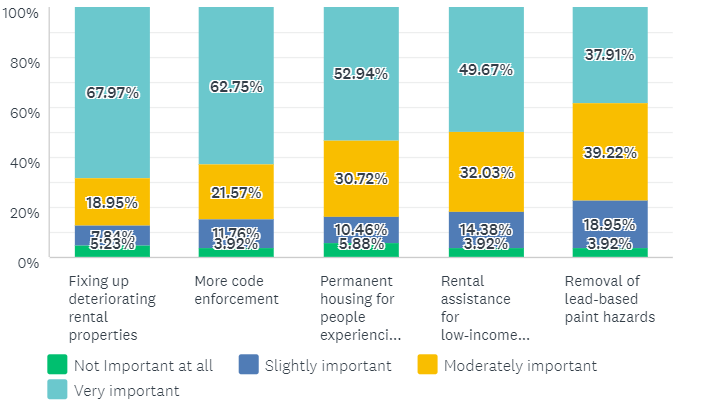 100%
80%
60%
40%
20%
0%
67.97%
18.95%
7.84%
5.23%
62.75%
21.57%
11.76%
3.92%
52.94%
30.72%
10.46%
5.88%
49.67%
32.03%
14.38%
3.92%
37.91%
39.22%
18.95%
3.92%
Fixing up
deteriorating
rental
properties
More code
enforcement
Permanent
housing for
people
experienci...
Rental
assistance
for
low-income...
Removal of
lead-based
paint hazards
Not Important at all
Slightly important
Moderately important
Very important